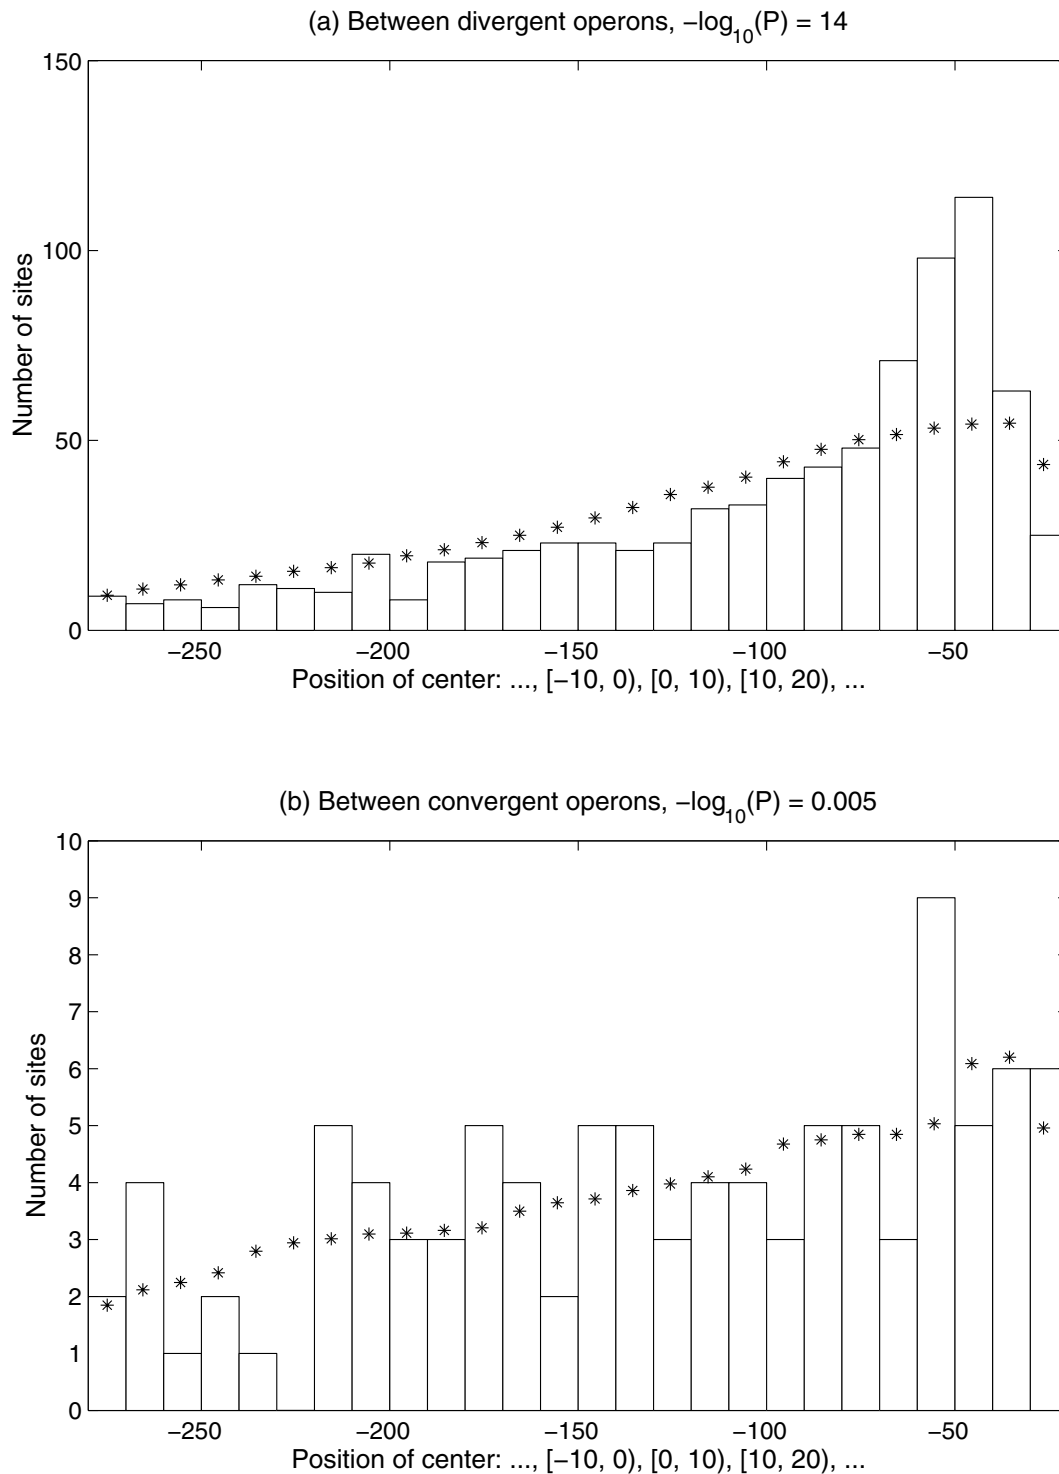 (a) Between divergent operons, −log10(P) = 14
150
100
50
0
Number of sites
−250 −200 −150 −100 −50
Position of center: ..., [−10, 0), [0, 10), [10, 20), ...
(b) Between convergent operons, −log10(P) = 0.005
10
9
8
7
6
5
4
3
2
1
0
Number of sites
−250 −200 −150 −100 −50
Position of center: ..., [−10, 0), [0, 10), [10, 20), ...